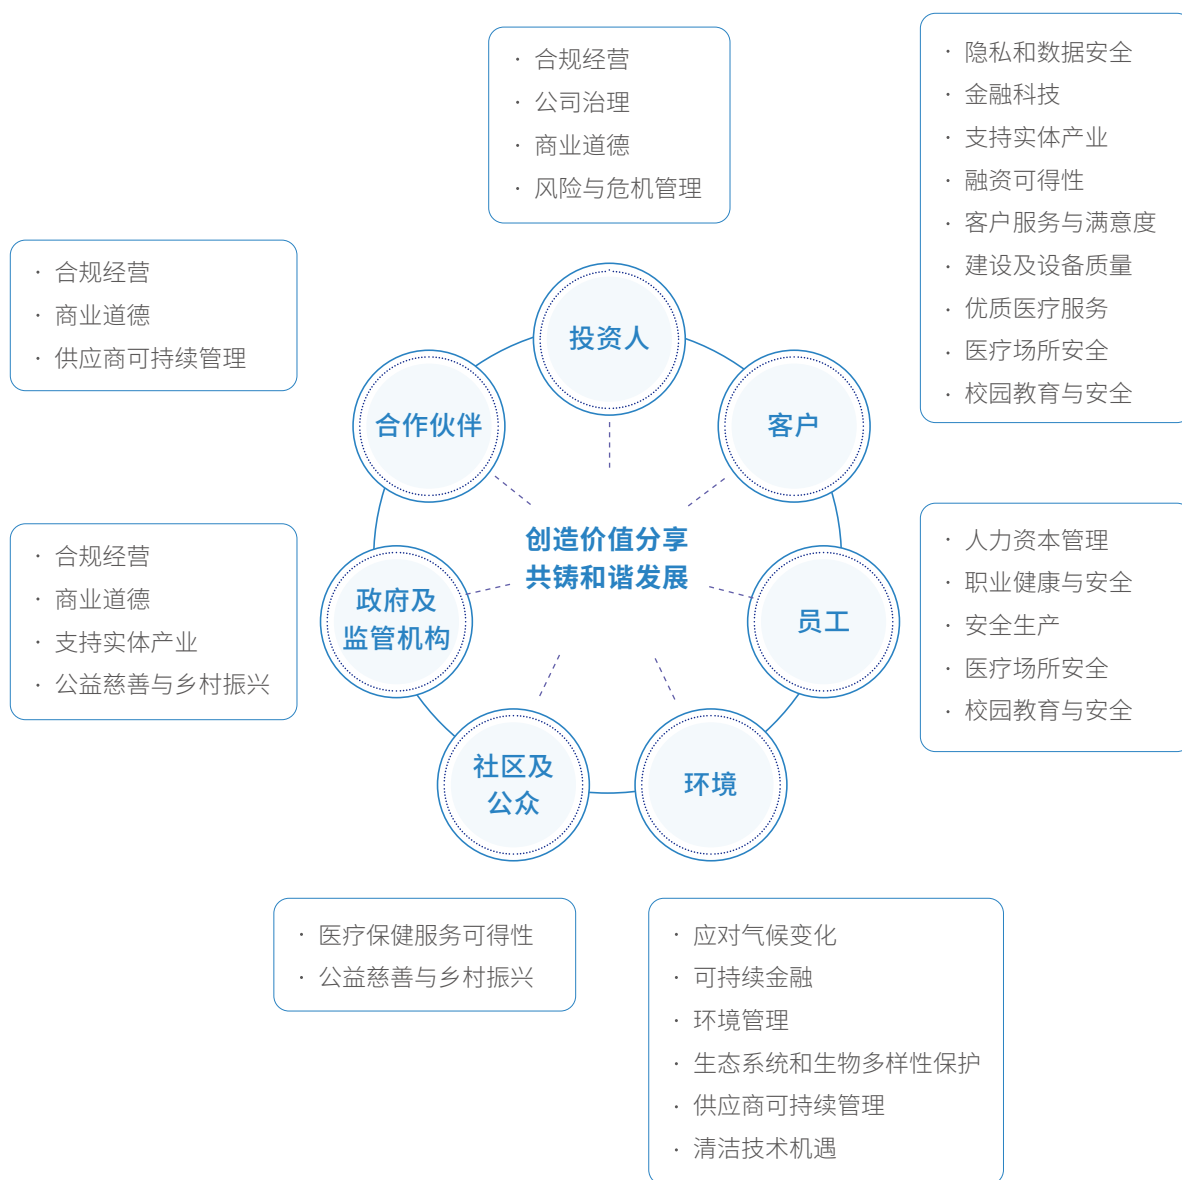 · 合规经营
· 公司治理
· 商业道德
· 风险与危机管理
· 隐私和数据安全
· 金融科技
· 支持实体产业
· 融资可得性
· 客户服务与满意度
· 建设及设备质量
· 优质医疗服务
· 医疗场所安全
· 校园教育与安全
· 合规经营
· 商业道德
· 供应商可持续管理
投资人
合作伙伴
客户
· 合规经营
· 商业道德
· 支持实体产业
· 公益慈善与乡村振兴
创造价值分享
共铸和谐发展
政府及
监管机构
员工
· 人力资本管理
· 职业健康与安全
· 安全生产
· 医疗场所安全
· 校园教育与安全
社区及
公众
环境
· 医疗保健服务可得性
· 公益慈善与乡村振兴
· 应对气候变化
· 可持续金融
· 环境管理
· 生态系统和生物多样性保护
· 供应商可持续管理
· 清洁技术机遇